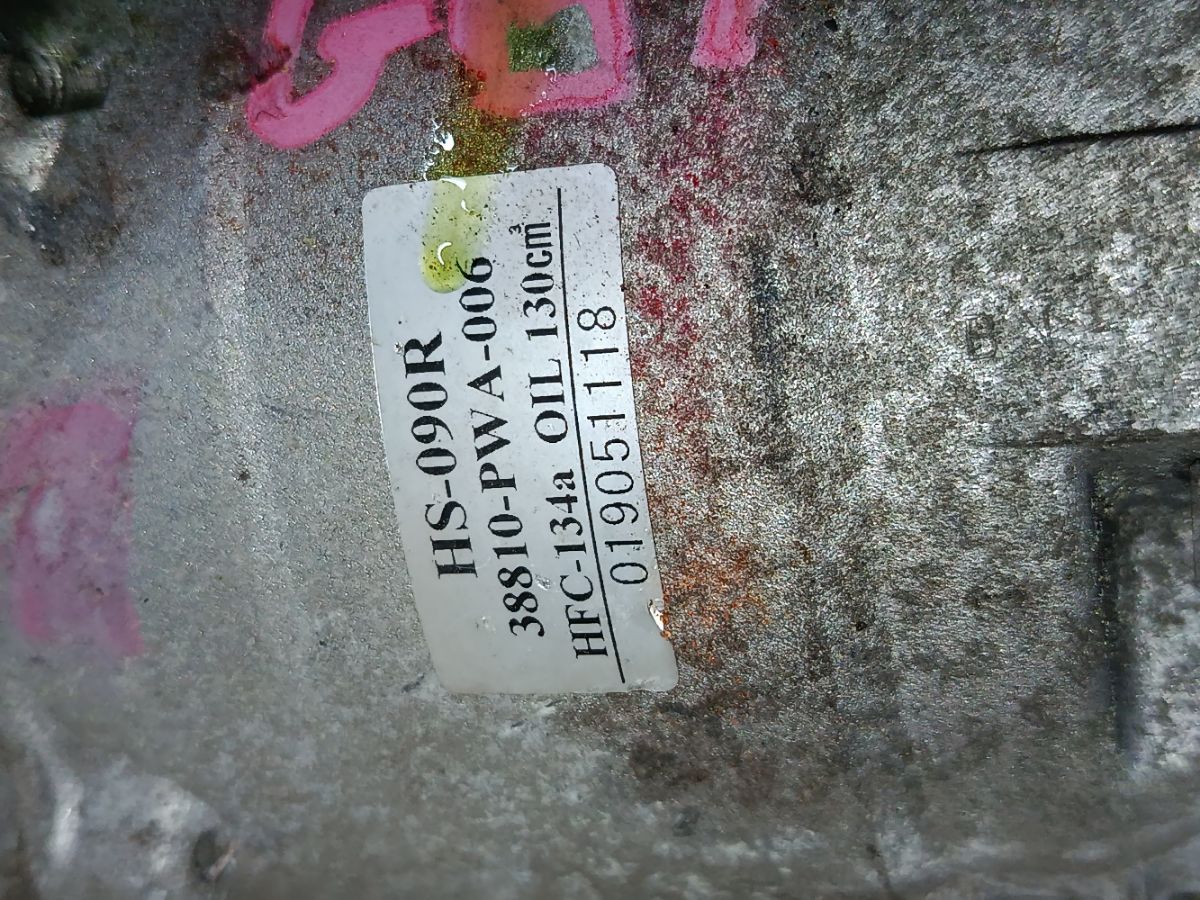 HS-090R
38810-PWA-006
HFC-134a OIL 130cm³
019051118